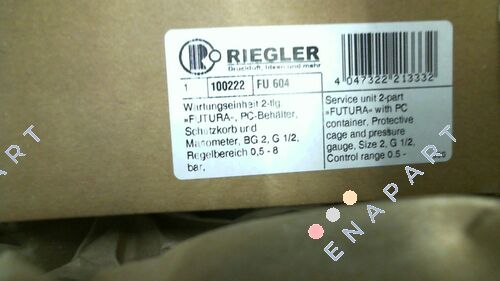 RIEGLER
Druckluft, Ideen und mehr
4 047322 213332
1 100222 FU 604
Wartungseinheit 2-tlg
»FUTURA«, PC-Behälter,
Schutzkorb und
Manometer, BG 2, G 1/2,
Regelbereich 0,5 - 8
bar,
Service unit 2-part
»FUTURA« with PC
container, Protective
cage and pressure
gauge, Size 2, G 1/2,
Control range 0.5 -
ENAPART
ENAPART